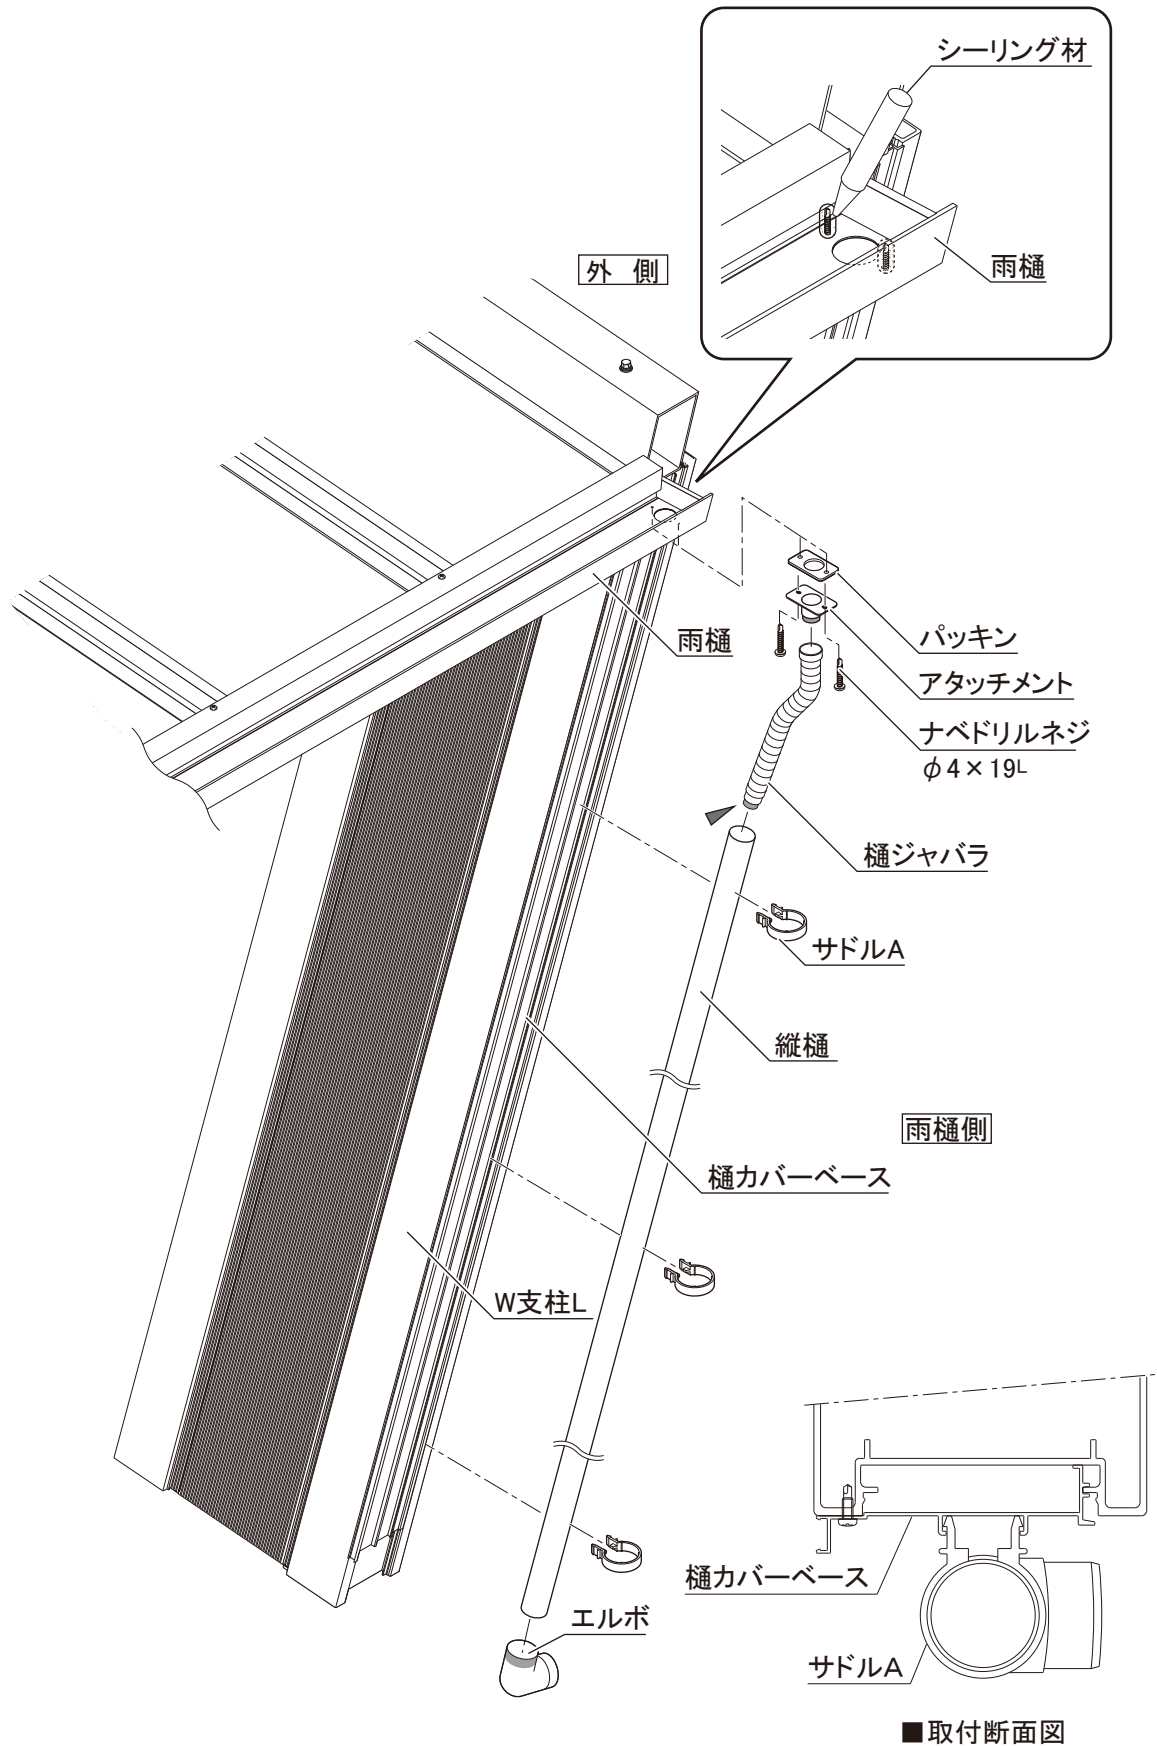 シーリング材
雨樋
外 側
雨樋
パッキン
アタッチメント
ナベドリルネジ
φ4×19L
樋ジャバラ
サドルA
縦樋
雨樋側
樋カバーベース
W支柱L
樋カバーベース
エルボ
サドルA
■取付断面図